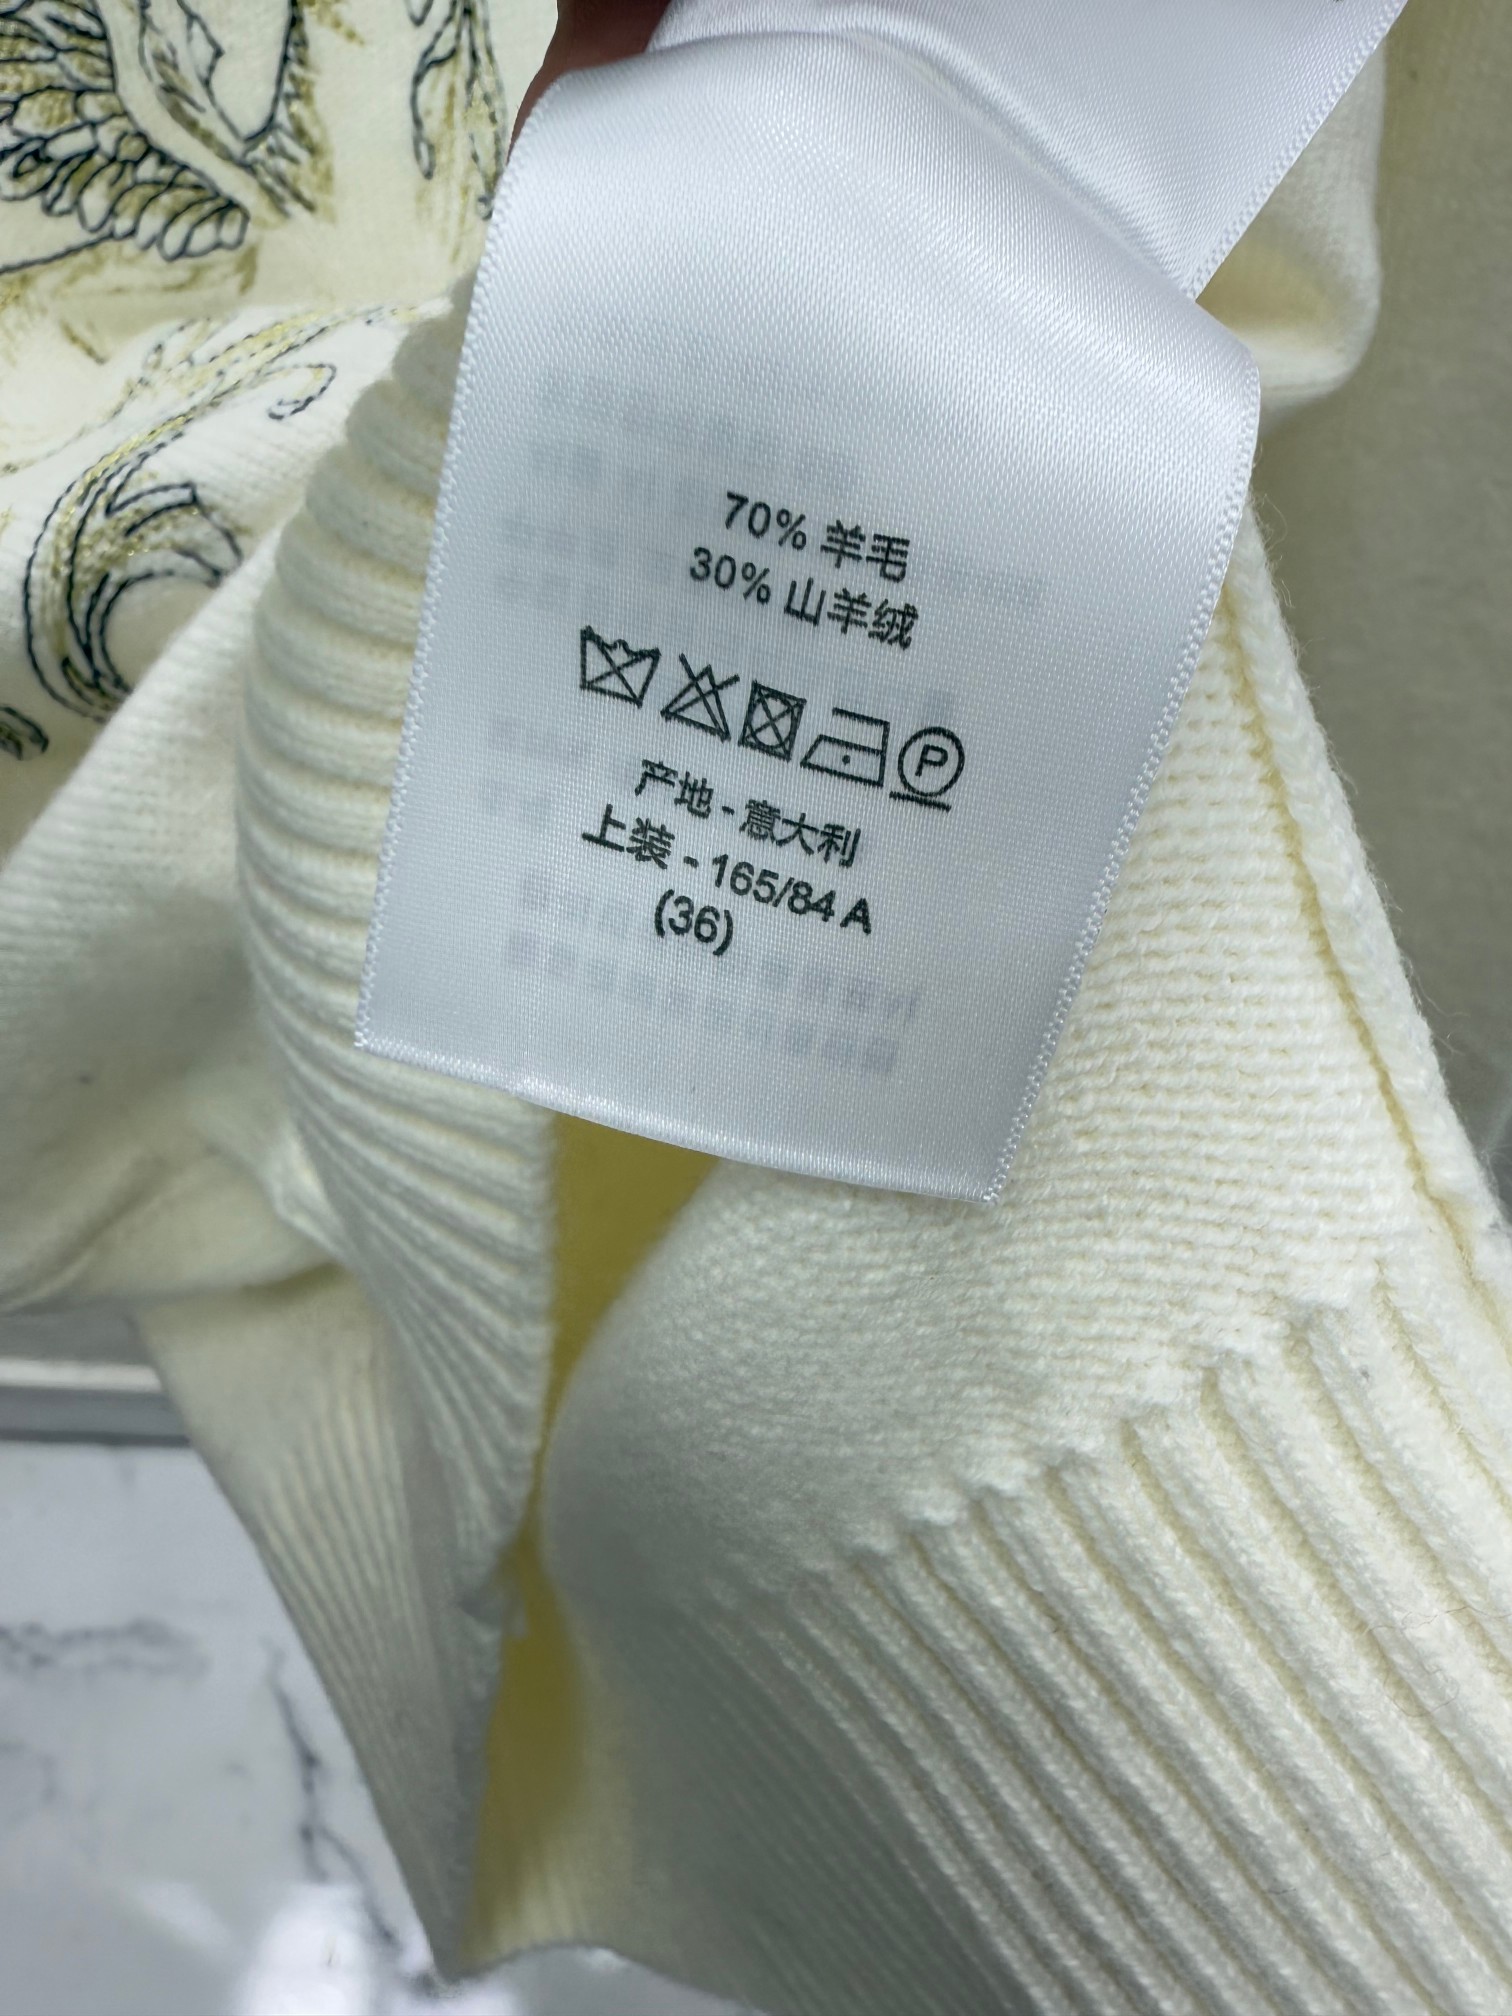 70% 羊毛
30% 山羊绒
P
产地 - 意大利
上装 - 165/84 A
(36)